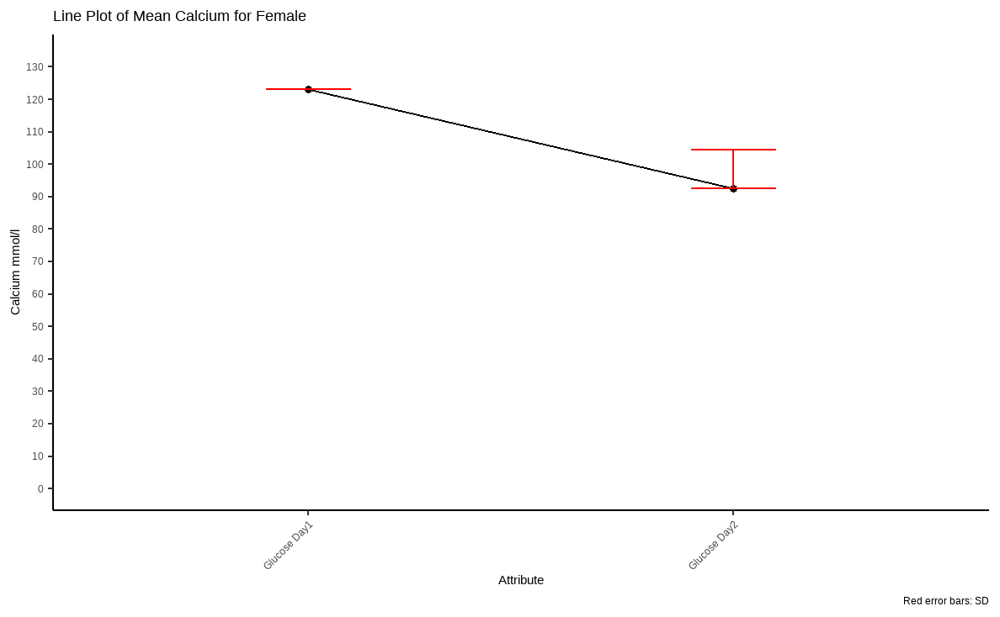 Line Plot of Mean Calcium for Female
Calcium mmol/l
130
120
110
100
90
80
70
60
50
40
30
20
10
0
Glucose Day1
Glucose Day2
Attribute
Red error bars: SD